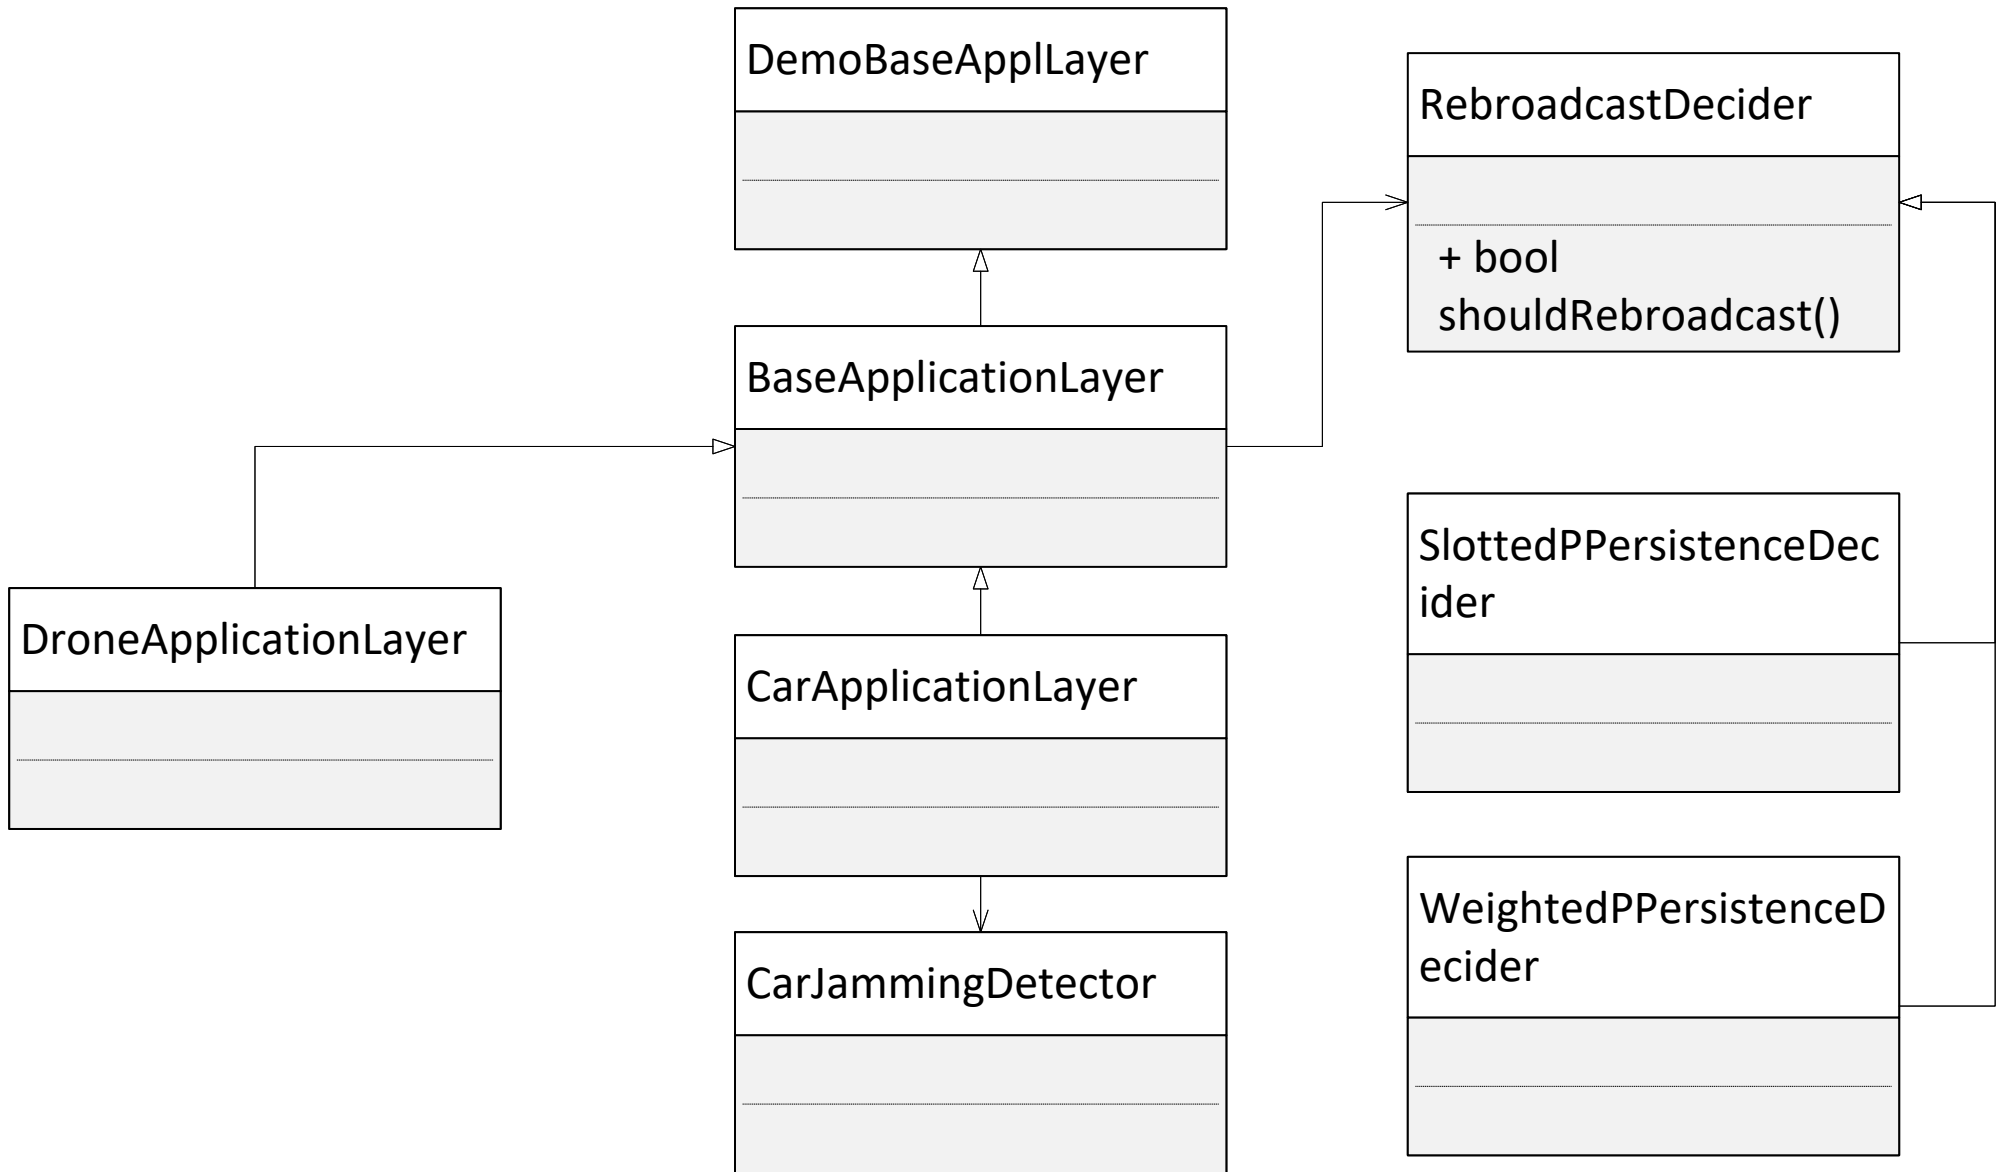 DemoBaseApplLayer
RebroadcastDecider
+ bool
shouldRebroadcast()
BaseApplicationLayer
SlottedPPersistenceDec
ider
DroneApplicationLayer
CarApplicationLayer
WeightedPPersistenceD
ecider
CarJammingDetector